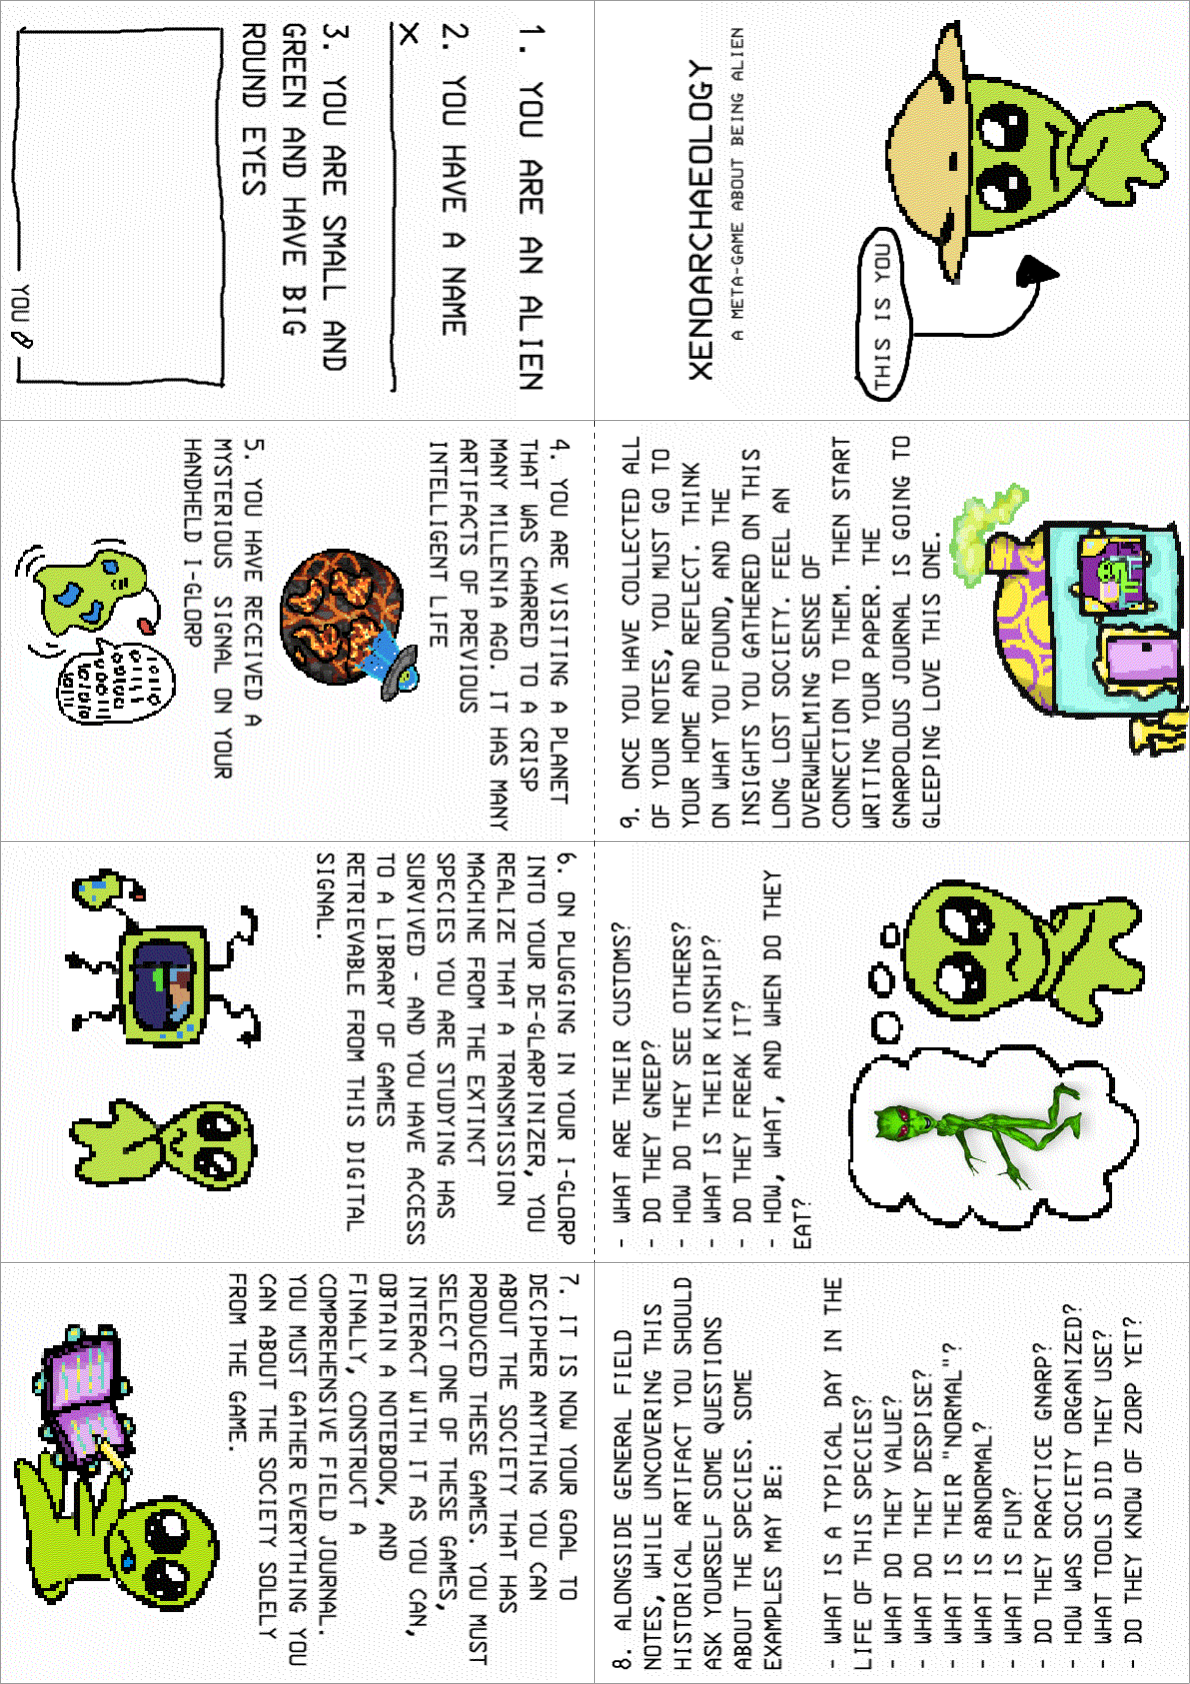 XENOARCHAEOLOGY
A META-GAME ABOUT BEING ALIEN
THIS IS YOU
1. YOU ARE AN ALIEN
2. YOU HAVE A NAME
X
3. YOU ARE SMALL AND
GREEN AND HAVE BIG
ROUND EYES
YOU
4. YOU ARE VISITING A PLANET
THAT WAS CHARRED TO A CRISP
MANY MILLENIA AGO. IT HAS MANY
ARTIFACTS OF PREVIOUS
INTELLIGENT LIFE
5. YOU HAVE RECEIVED A
MYSTERIOUS SIGNAL ON YOUR
HANDHELD I-GLORP
6. ON PLUGGING IN YOUR I-GLORP
INTO YOUR DE-GLARPINIZER, YOU
REALIZE THAT A TRANSMISSION
MACHINE FROM THE EXTINCT
SPECIES YOU ARE STUDYING HAS
SURVIVED - AND YOU HAVE ACCESS
TO A LIBRARY OF GAMES
RETRIEVABLE FROM THIS DIGITAL
SIGNAL.
7. IT IS NOW YOUR GOAL TO
DECIPHER ANYTHING YOU CAN
ABOUT THE SOCIETY THAT HAS
PRODUCED THESE GAMES. YOU MUST
SELECT ONE OF THESE GAMES,
INTERACT WITH IT AS YOU CAN,
OBTAIN A NOTEBOOK, AND
FINALLY, CONSTRUCT A
COMPREHENSIVE FIELD JOURNAL.
YOU MUST GATHER EVERYTHING YOU
CAN ABOUT THE SOCIETY SOLELY
FROM THE GAME.
8. ALONGSIDE GENERAL FIELD
NOTES, WHILE UNCOVERING THIS
HISTORICAL ARTIFACT YOU SHOULD
ASK YOURSELF SOME QUESTIONS
ABOUT THE SPECIES. SOME
EXAMPLES MAY BE:
- WHAT IS A TYPICAL DAY IN THE
LIFE OF THIS SPECIES?
- WHAT DO THEY VALUE?
- WHAT DO THEY DESPISE?
- WHAT IS THEIR "NORMAL"?
- WHAT IS ABNORMAL?
- WHAT IS FUN?
- DO THEY PRACTICE GNARP?
- HOW WAS SOCIETY ORGANIZED?
- WHAT TOOLS DID THEY USE?
- DO THEY KNOW OF ZORP YET?
- WHAT ARE THEIR CUSTOMS?
- DO THEY GNEEP?
- HOW DO THEY SEE OTHERS?
- WHAT IS THEIR KINSHIP?
- DO THEY FREAK IT?
- HOW, WHAT, AND WHEN DO THEY
EAT?
9. ONCE YOU HAVE COLLECTED ALL
OF YOUR NOTES, YOU MUST GO TO
YOUR HOME AND REFLECT. THINK
ON WHAT YOU FOUND, AND THE
INSIGHTS YOU GATHERED ON THIS
LONG LOST SOCIETY. FEEL AN
OVERWHELMING SENSE OF
CONNECTION TO THEM. THEN START
WRITING YOUR PAPER. THE
GNARPOLOUS JOURNAL IS GOING TO
GLEEPING LOVE THIS ONE.